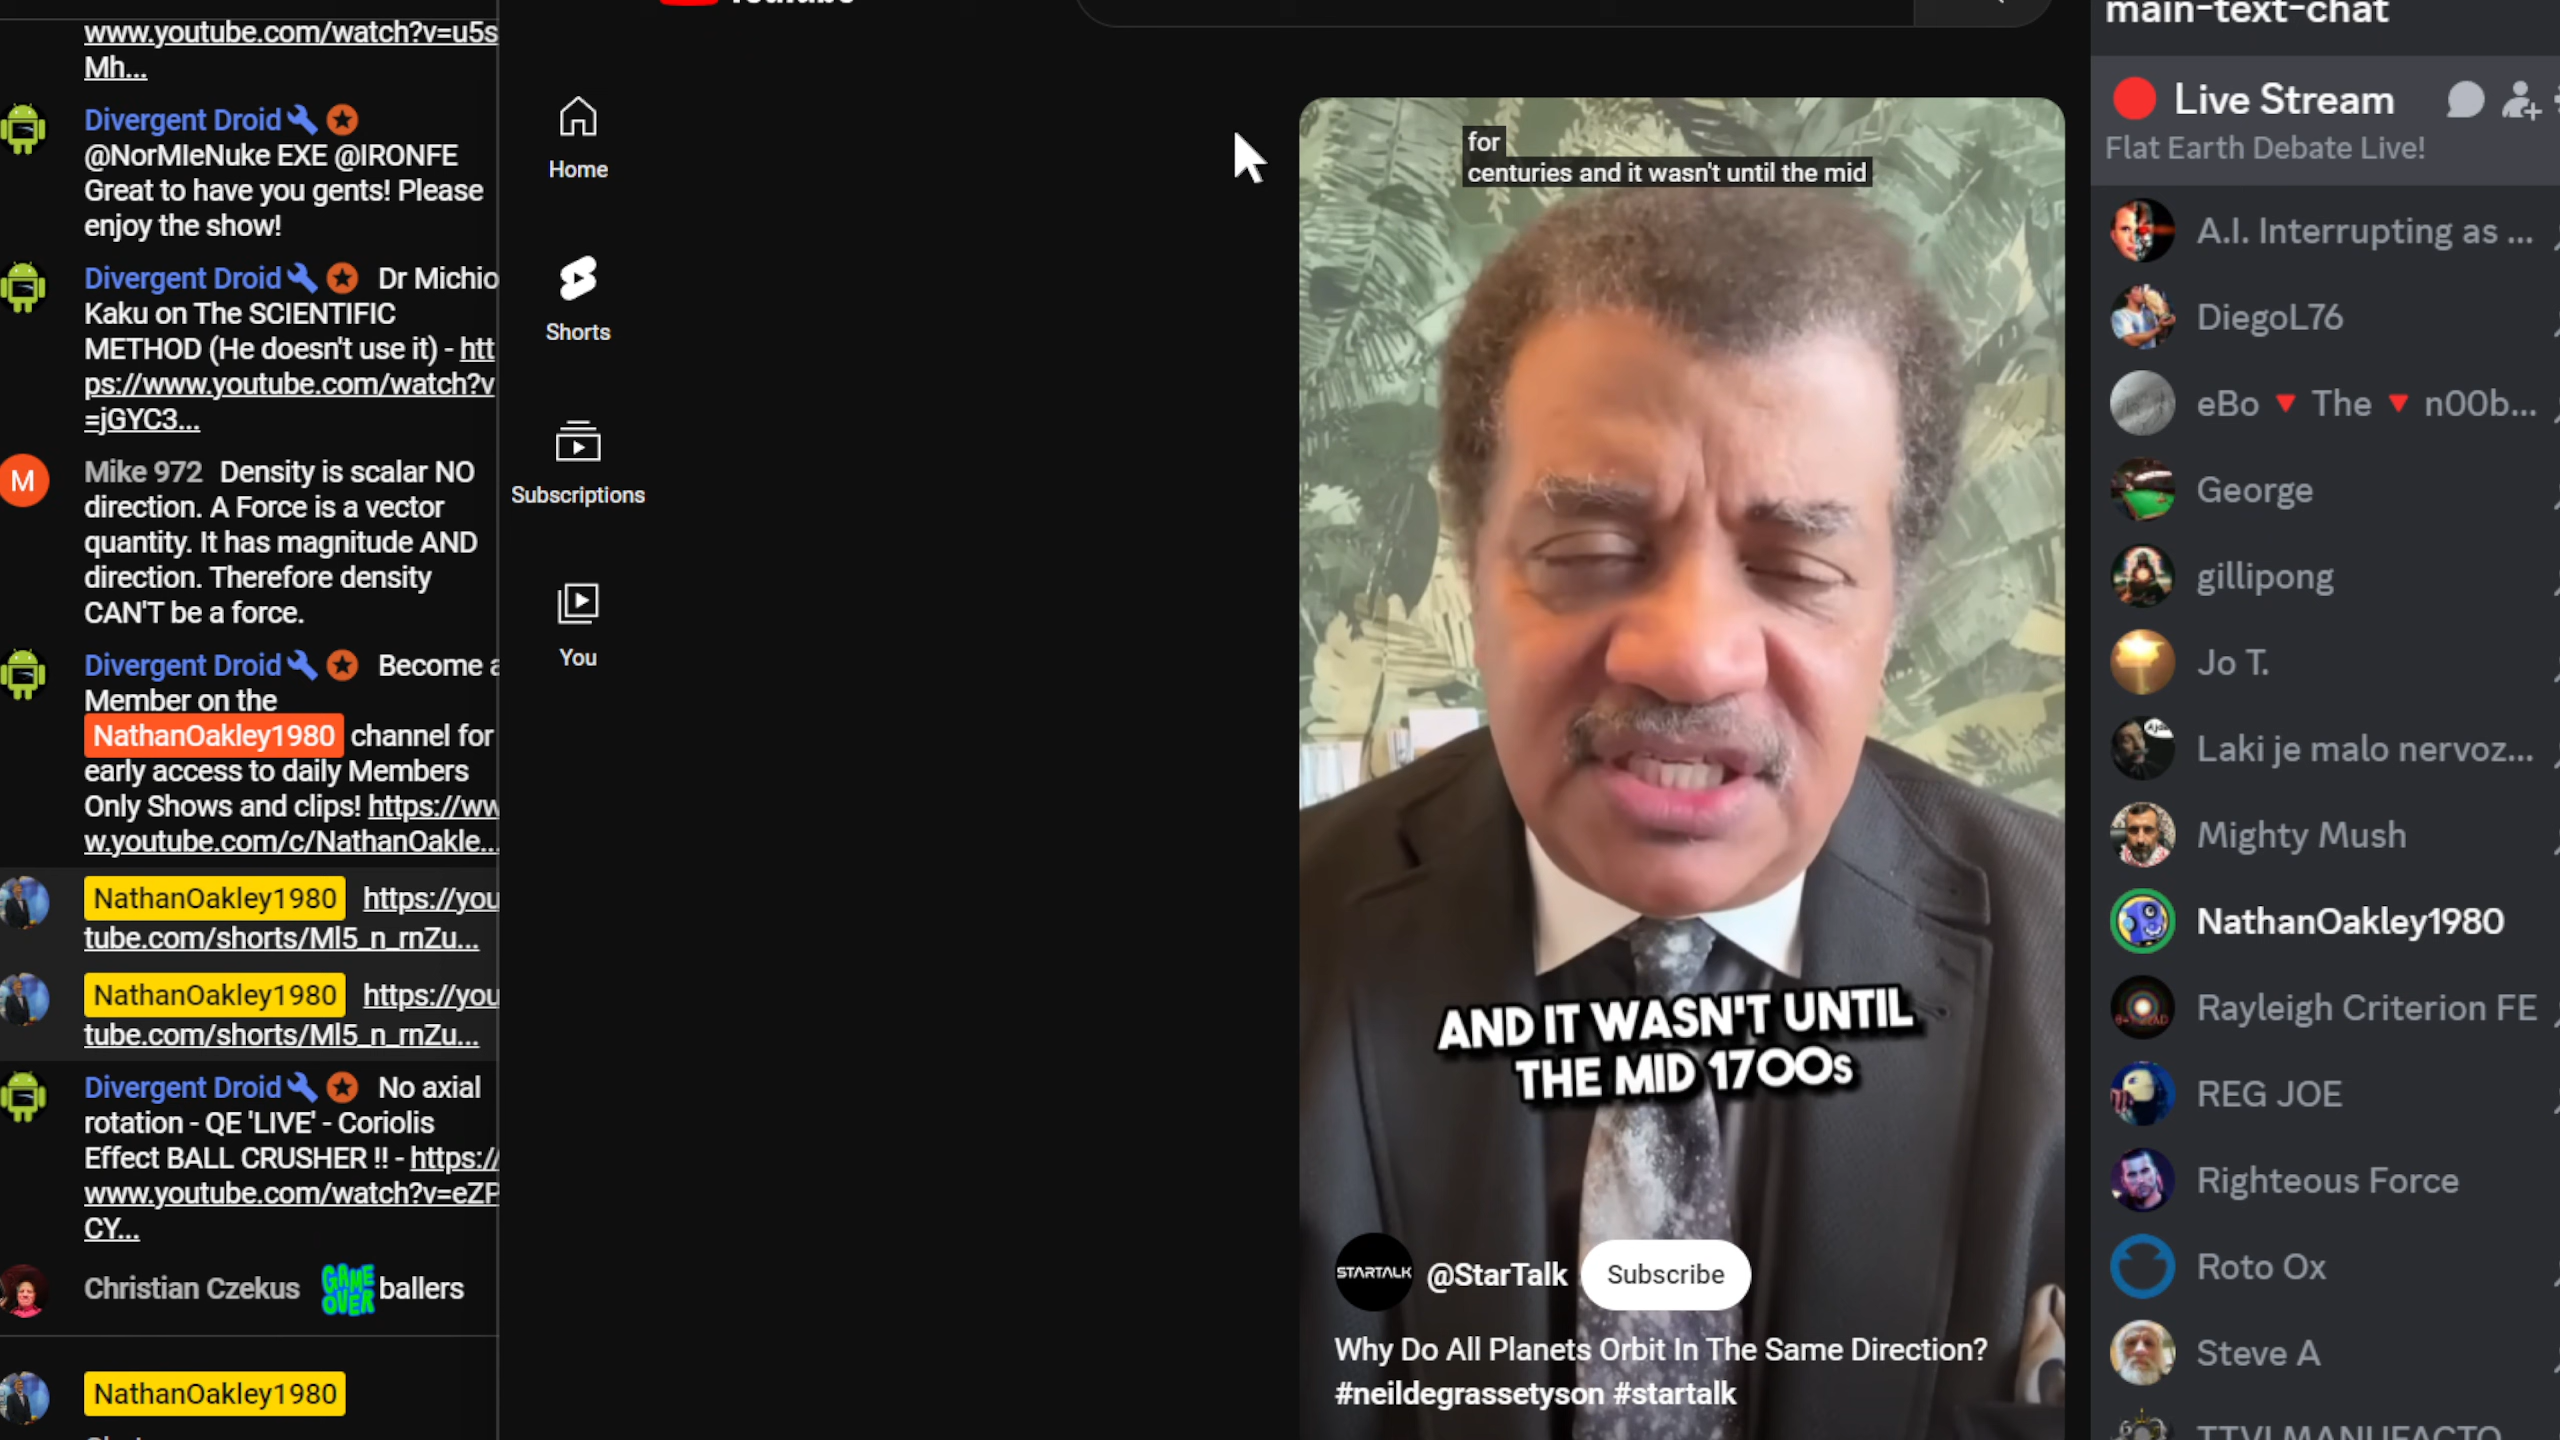 www.youtube.com/watch?v=u5s
Mh...
Divergent Droid
@NorMIeNuke EXE @IRONFE
Great to have you gents! Please
enjoy the show!
Divergent Droid Dr Michio
Kaku on The SCIENTIFIC
METHOD (He doesn't use it) - htt
ps://www.youtube.com/watch?v
=jGYC3...
M
Mike 972 Density is scalar NO
direction. A Force is a vector
quantity. It has magnitude AND
direction. Therefore density
CAN'T be a force.
Divergent Droid Become a
Member on the
NathanOakley1980 channel for
early access to daily Members
Only Shows and clips! https://ww
w.youtube.com/c/NathanOakle...
NathanOakley1980 https://you
tube.com/shorts/Ml5_n_rnZu...
NathanOakley1980 https://you
tube.com/shorts/Ml5_n_rnZu...
Divergent Droid No axial
rotation - QE 'LIVE' - Coriolis
Effect BALL CRUSHER !! - https://
www.youtube.com/watch?v=eZP
CY...
Christian Czekus GAME OVER ballers
NathanOakley1980
YouTube
Home
Shorts
Subscriptions
You
for
centuries and it wasn't until the mid
AND IT WASN'T UNTIL
THE MID 1700s
STARTALK
@StarTalk Subscribe
Why Do All Planets Orbit In The Same Direction?
#neildegrassetyson #startalk
main-text-chat
Live Stream
Flat Earth Debate Live!
A.I. Interrupting as ...
DiegoL76
eBo 🔻 The 🔻 n00b...
George
gillipong
Jo T.
Laki je malo nervoz...
Mighty Mush
NathanOakley1980
Rayleigh Criterion FE
REG JOE
Righteous Force
Roto Ox
Steve A